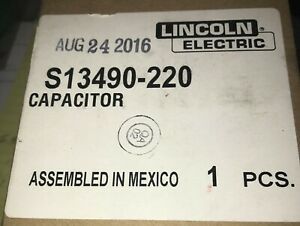 AUG 24 2016
LINCOLN
ELECTRIC
S13490-220
CAPACITOR
ASSEMBLED IN MEXICO
1 PCS.